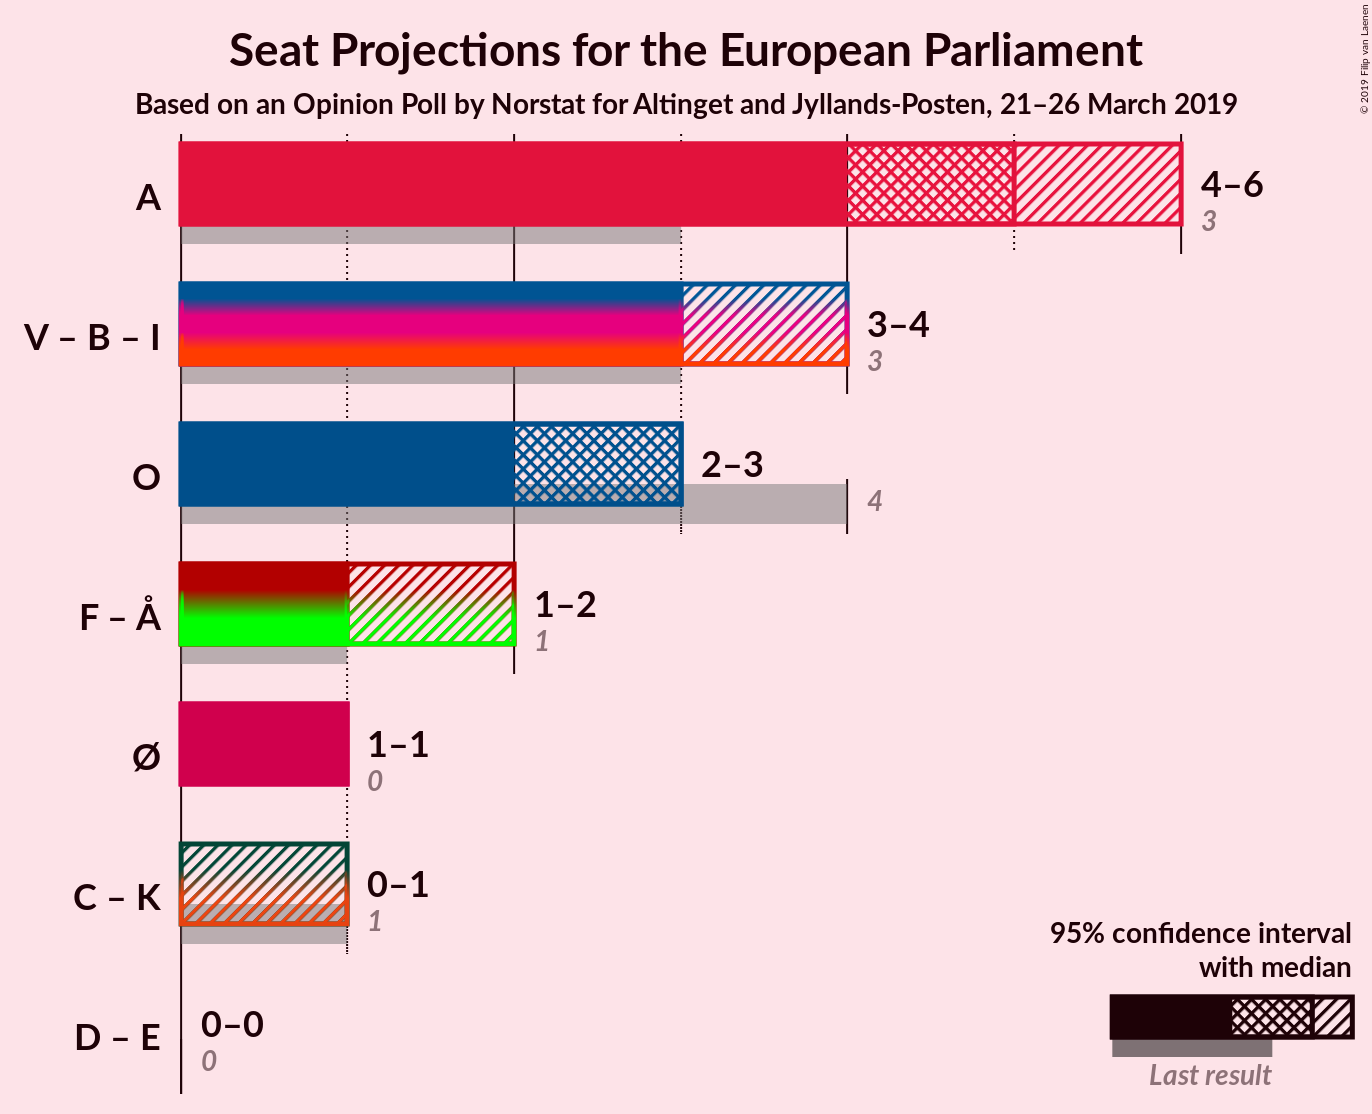 Seat Projections for the European Parliament
Based on an Opinion Poll by Norstat for Altinget and Jyllands-Posten, 21–26 March 2019
© 2019 Filip van Laenen
A
4–6
3
V – B – I
3–4
3
O
2–3
4
F – Å
1–2
1
Ø
1–1
0
C – K
0–1
1
D – E
0–0
0
95% confidence interval
with median
Last result